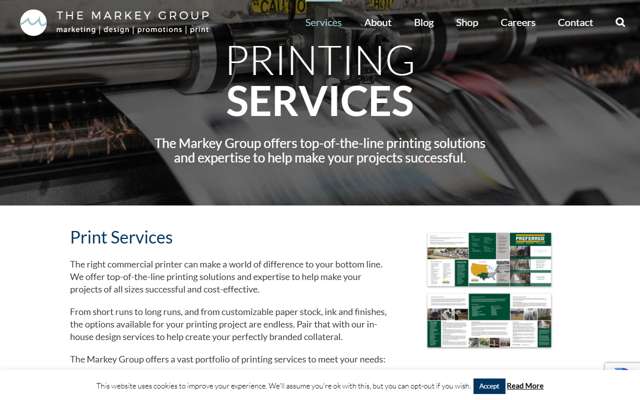 THE MARKEY GROUP
marketing | design | promotions | print
Services
About
Blog
Shop
Careers
Contact
PRINTING
SERVICES
The Markey Group offers top-of-the-line printing solutions
and expertise to help make your projects successful.
Print Services
The right commercial printer can make a world of difference to your bottom line.
We offer top-of-the-line printing solutions and expertise to help make your
projects of all sizes successful and cost-effective.
From short runs to long runs, and from customizable paper stock, ink and finishes,
the options available for your printing project are endless. Pair that with our in-
house design services to help create your perfectly branded collateral.
The Markey Group offers a vast portfolio of printing services to meet your needs:
PREFERRED
This website uses cookies to improve your experience. We'll assume you're ok with this, but you can opt-out if you wish.
Accept
Read More